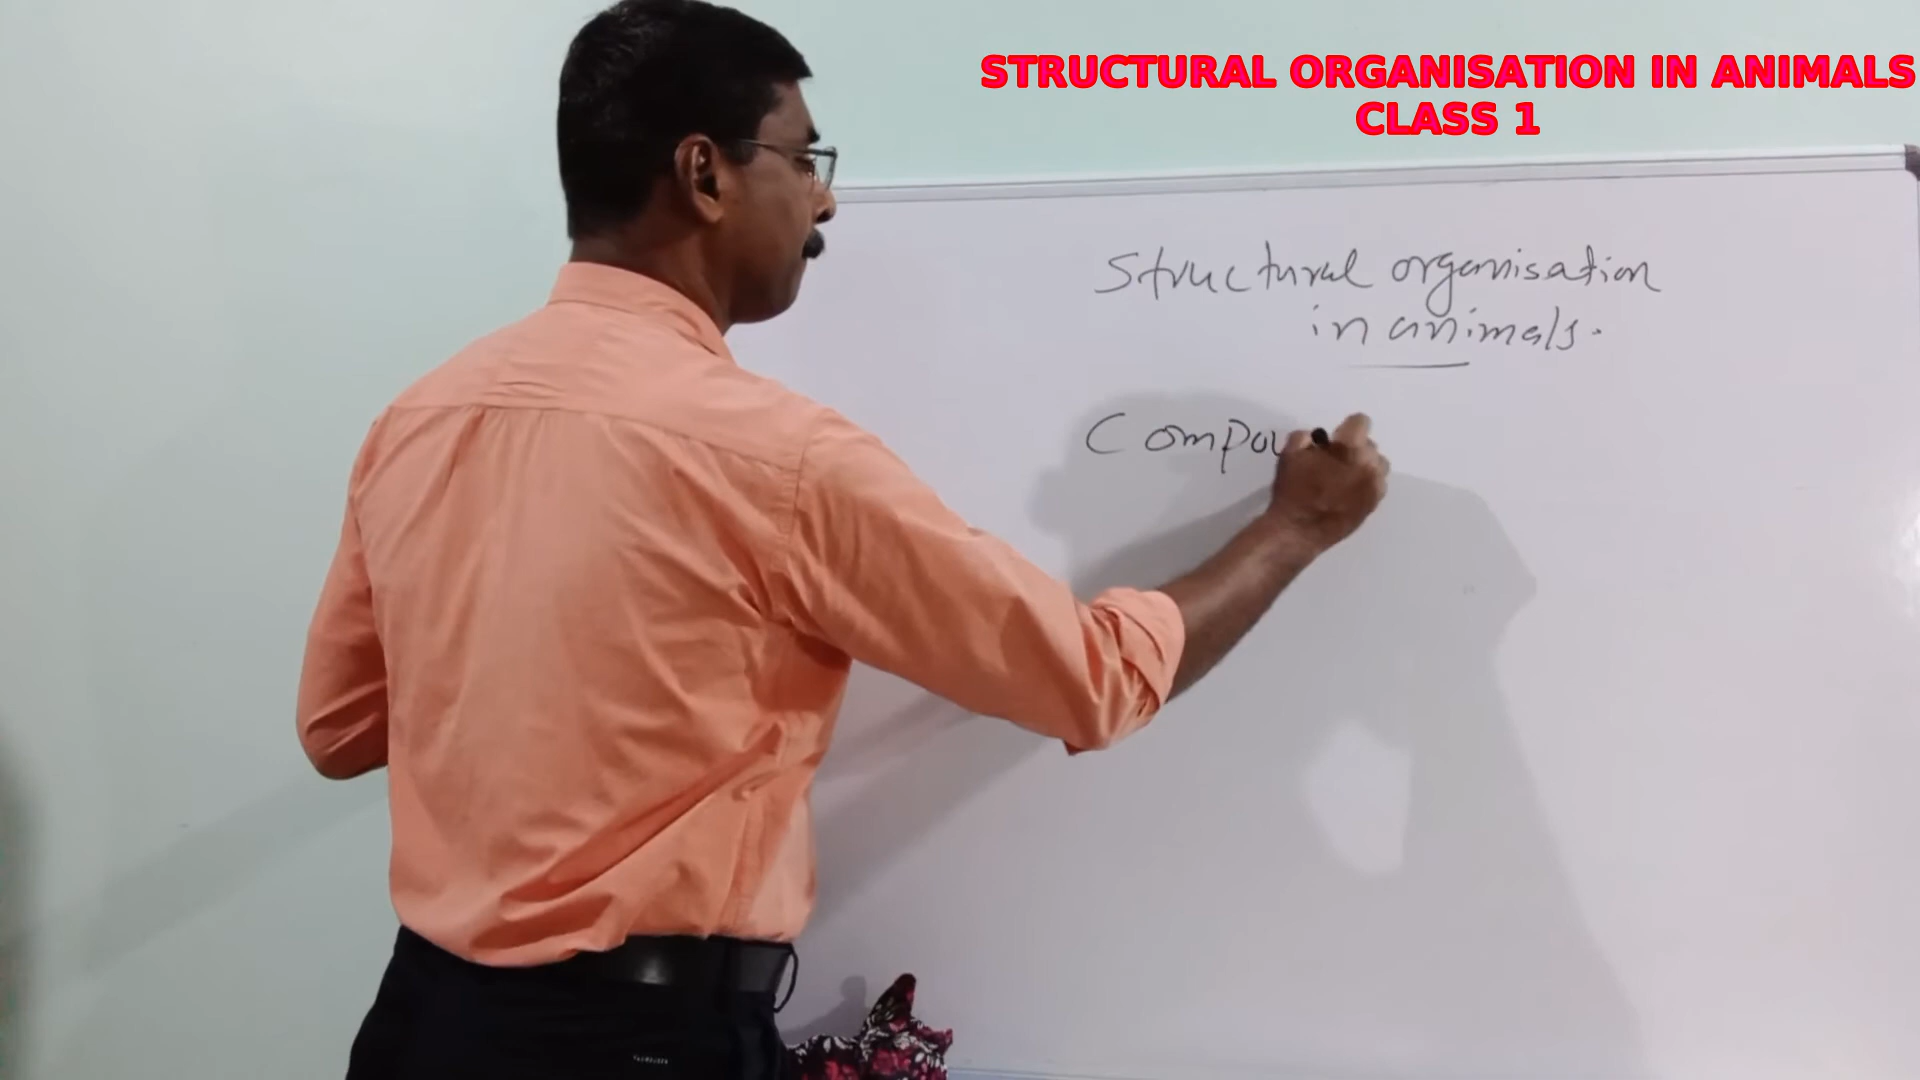 STRUCTURAL ORGANISATION IN ANIMALS
CLASS 1
Structural organisation
in animals.
Compou